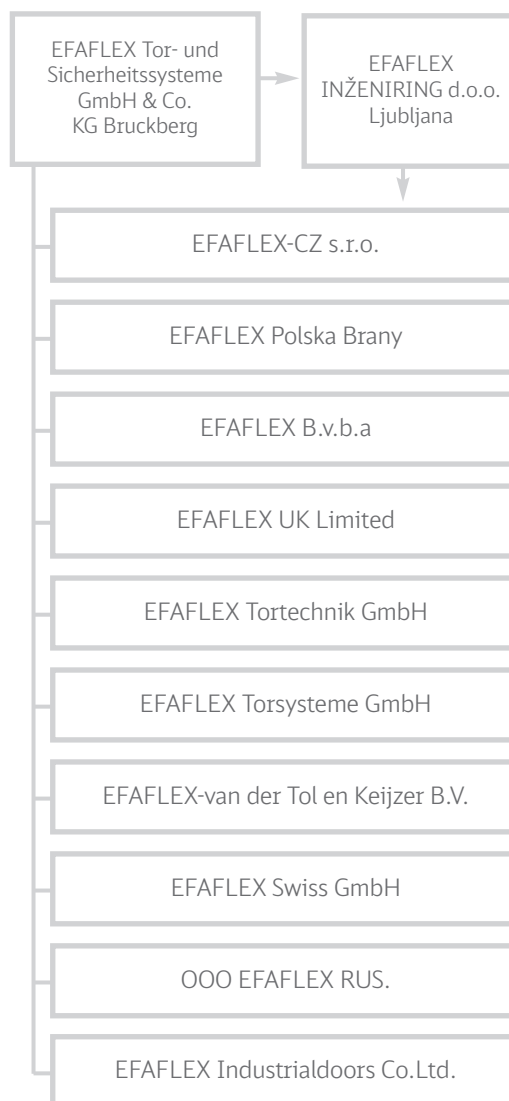 EFAFLEX Tor- und
Sicherheitssysteme
GmbH & Co.
KG Bruckberg
EFAFLEX
INŽENIRING d.o.o.
Ljubljana
EFAFLEX-CZ s.r.o.
EFAFLEX Polska Brany
EFAFLEX B.v.b.a
EFAFLEX UK Limited
EFAFLEX Tortechnik GmbH
EFAFLEX Torsysteme GmbH
EFAFLEX-van der Tol en Keijzer B.V.
EFAFLEX Swiss GmbH
OOO EFAFLEX RUS.
EFAFLEX Industrialdoors Co.Ltd.